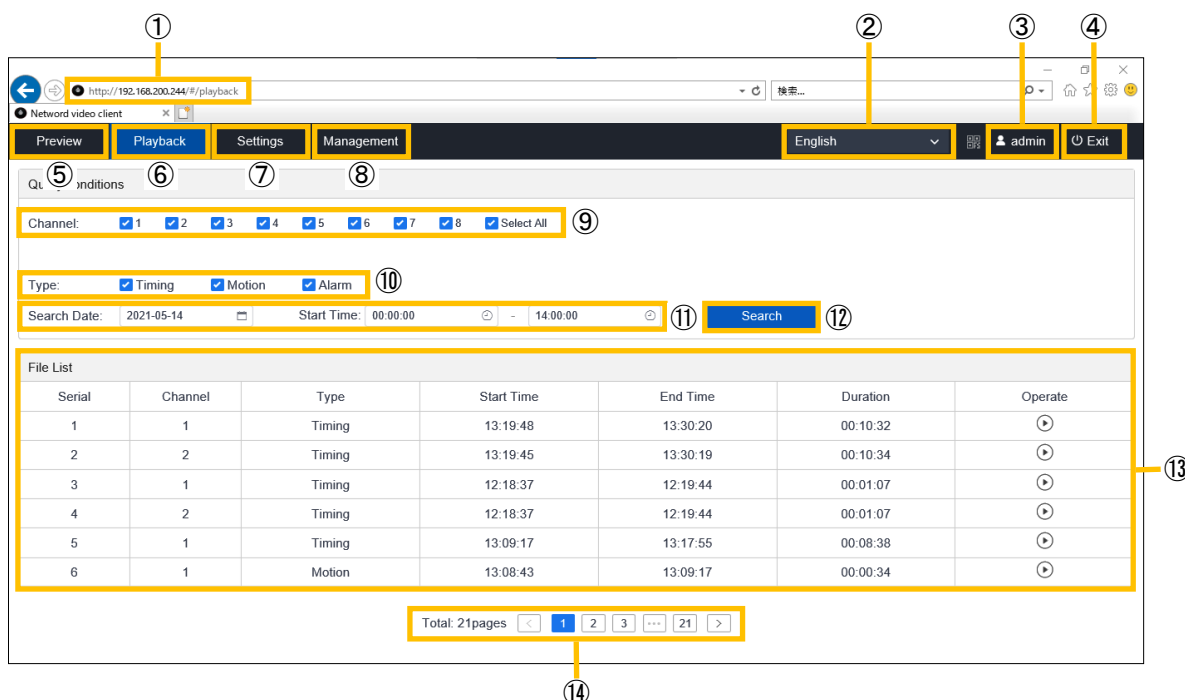 ① ② ③ ④
http://192.168.200.244/#/playback 検索...
Netword video client
Preview Playback Settings Management English admin Exit
⑤ ⑥ ⑦ ⑧
Query Conditions
Channel: 1 2 3 4 5 6 7 8 Select All ⑨
Type: Timing Motion Alarm ⑩
Search Date: 2021-05-14 Start Time: 00:00:00 - 14:00:00 ⑪ Search ⑫
File List
Serial Channel Type Start Time End Time Duration Operate
1 1 Timing 13:19:48 13:30:20 00:10:32
2 2 Timing 13:19:45 13:30:19 00:10:34
3 1 Timing 12:18:37 12:19:44 00:01:07
⑬
4 2 Timing 12:18:37 12:19:44 00:01:07
5 1 Timing 13:09:17 13:17:55 00:08:38
6 1 Motion 13:08:43 13:09:17 00:00:34
Total: 21pages < 1 2 3 ··· 21 >
⑭